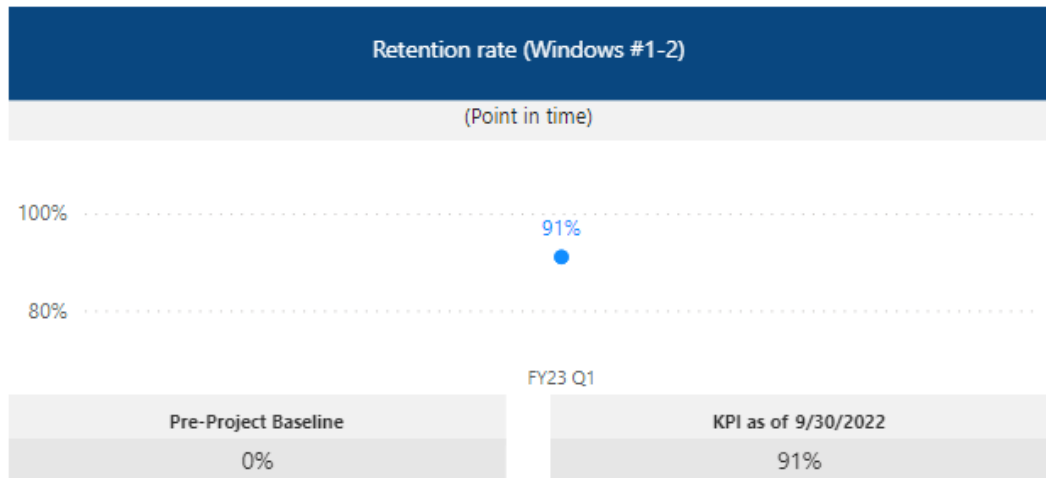 Retention rate (Windows #1-2)
(Point in time)
100%
91%
80%
FY23 Q1
Pre-Project Baseline
KPI as of 9/30/2022
0%
91%